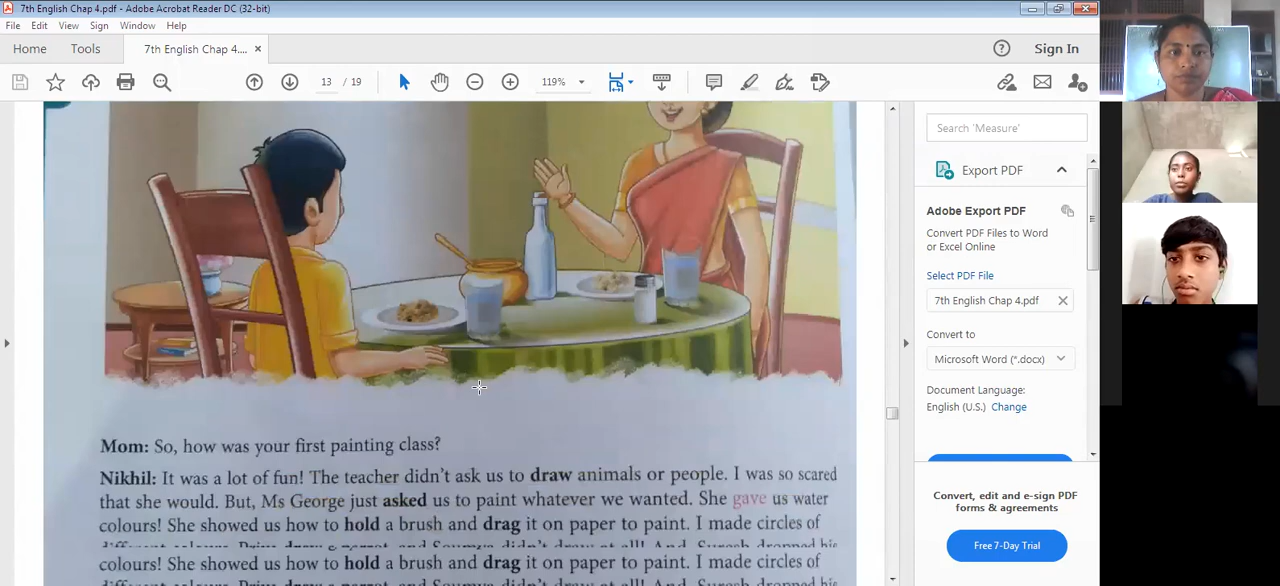 7th English Chap 4.pdf - Adobe Acrobat Reader DC (32-bit)
File Edit View Sign Window Help
Home Tools 7th English Chap 4.... × Sign In
13 / 19 119%
Search 'Measure'
Export PDF
Adobe Export PDF
Convert PDF Files to Word
or Excel Online
Select PDF File
7th English Chap 4.pdf
Convert to
Microsoft Word (*.docx)
Document Language:
English (U.S.) Change
Convert, edit and e-sign PDF
forms & agreements
Free 7-Day Trial
Mom: So, how was your first painting class?
Nikhil: It was a lot of fun! The teacher didn't ask us to draw animals or people. I was so scared
that she would. But, Ms George just asked us to paint whatever we wanted. She gave us water
colours! She showed us how to hold a brush and drag it on paper to paint. I made circles of
colours! She showed us how to hold a brush and drag it on paper to paint. I made circles of